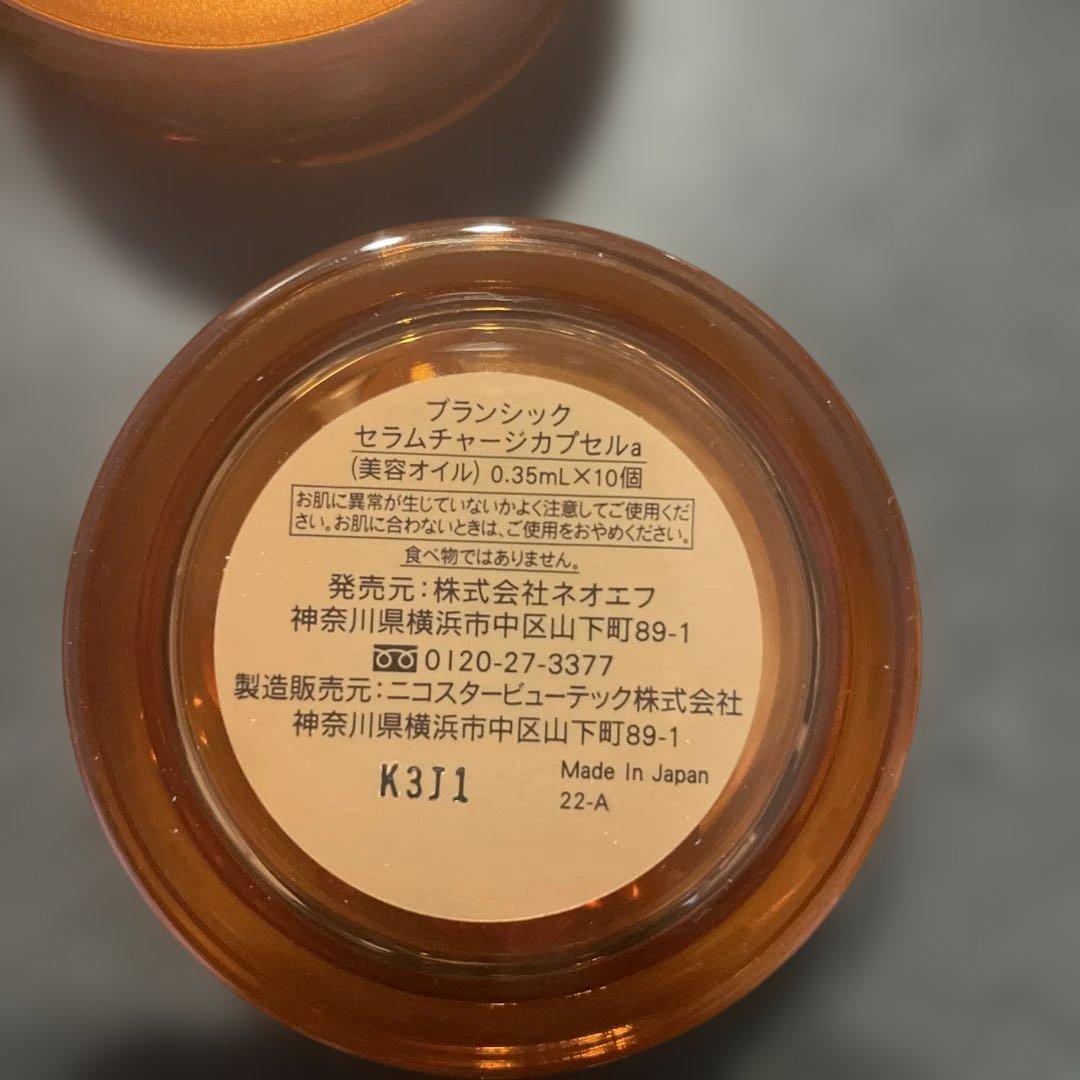 ブランシック
セラムチャージカプセルa
(美容オイル) 0.35mL×10個
お肌に異常が生じていないかよく注意してご使用くだ
さい。お肌に合わないときは、ご使用をおやめください。
食べ物ではありません。
発売元：株式会社ネオエフ
神奈川県横浜市中区山下町89-1
0120-27-3377
製造販売元：ニコスタービューテック株式会社
神奈川県横浜市中区山下町89-1
K3J1
Made In Japan
22-A